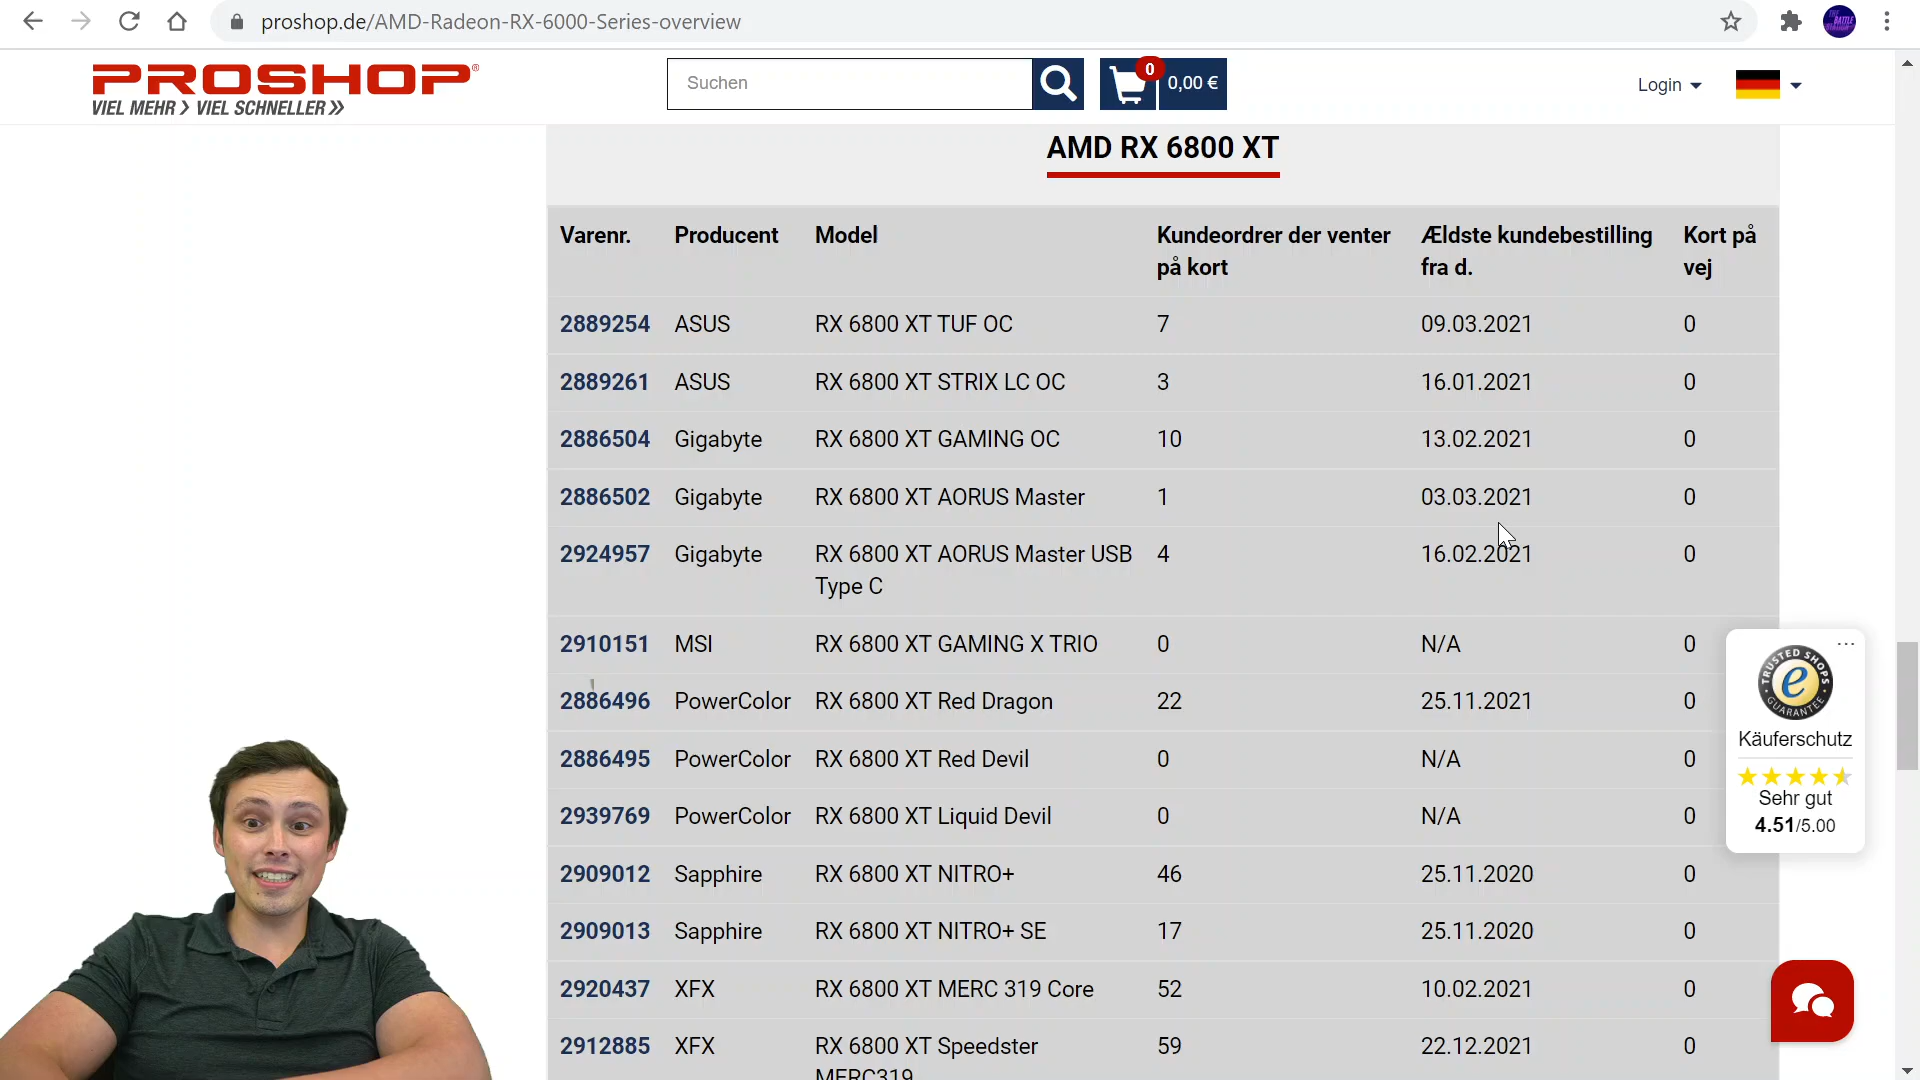 proshop.de/AMD-Radeon-RX-6000-Series-overview
PROSHOP®
VIEL MEHR > VIEL SCHNELLER >>
Suchen
0
0,00 €
Login
AMD RX 6800 XT
Varenr. Producent Model Kundeordrer der venter på kort Ældste kundebestilling fra d. Kort på vej
2889254 ASUS RX 6800 XT TUF OC 7 09.03.2021 0
2889261 ASUS RX 6800 XT STRIX LC OC 3 16.01.2021 0
2886504 Gigabyte RX 6800 XT GAMING OC 10 13.02.2021 0
2886502 Gigabyte RX 6800 XT AORUS Master 1 03.03.2021 0
2924957 Gigabyte RX 6800 XT AORUS Master USB Type C 4 16.02.2021 0
2910151 MSI RX 6800 XT GAMING X TRIO 0 N/A 0
2886496 PowerColor RX 6800 XT Red Dragon 22 25.11.2021 0
2886495 PowerColor RX 6800 XT Red Devil 0 N/A 0
2939769 PowerColor RX 6800 XT Liquid Devil 0 N/A 0
2909012 Sapphire RX 6800 XT NITRO+ 46 25.11.2020 0
2909013 Sapphire RX 6800 XT NITRO+ SE 17 25.11.2020 0
2920437 XFX RX 6800 XT MERC 319 Core 52 10.02.2021 0
2912885 XFX RX 6800 XT Speedster MERC319 59 22.12.2021 0
TRUSTED SHOPS
e
GUARANTEE
Käuferschutz
Sehr gut
4.51/5.00